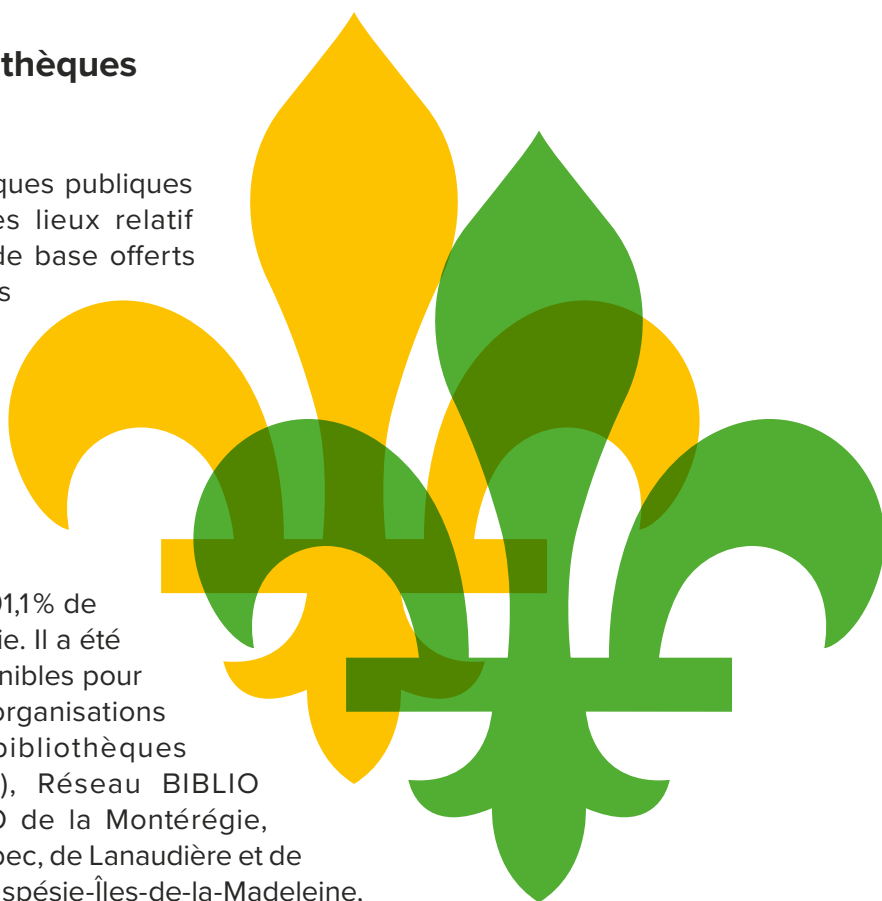 thèques
ques publiques
es lieux relatif
de base offerts
s
91,1 % de
ie. Il a été
nibles pour
organisations
bibliothèques
), Réseau BIBLIO
O de la Montérégie,
bec, de Lanaudière et de
spésie-Îles-de-la-Madeleine,